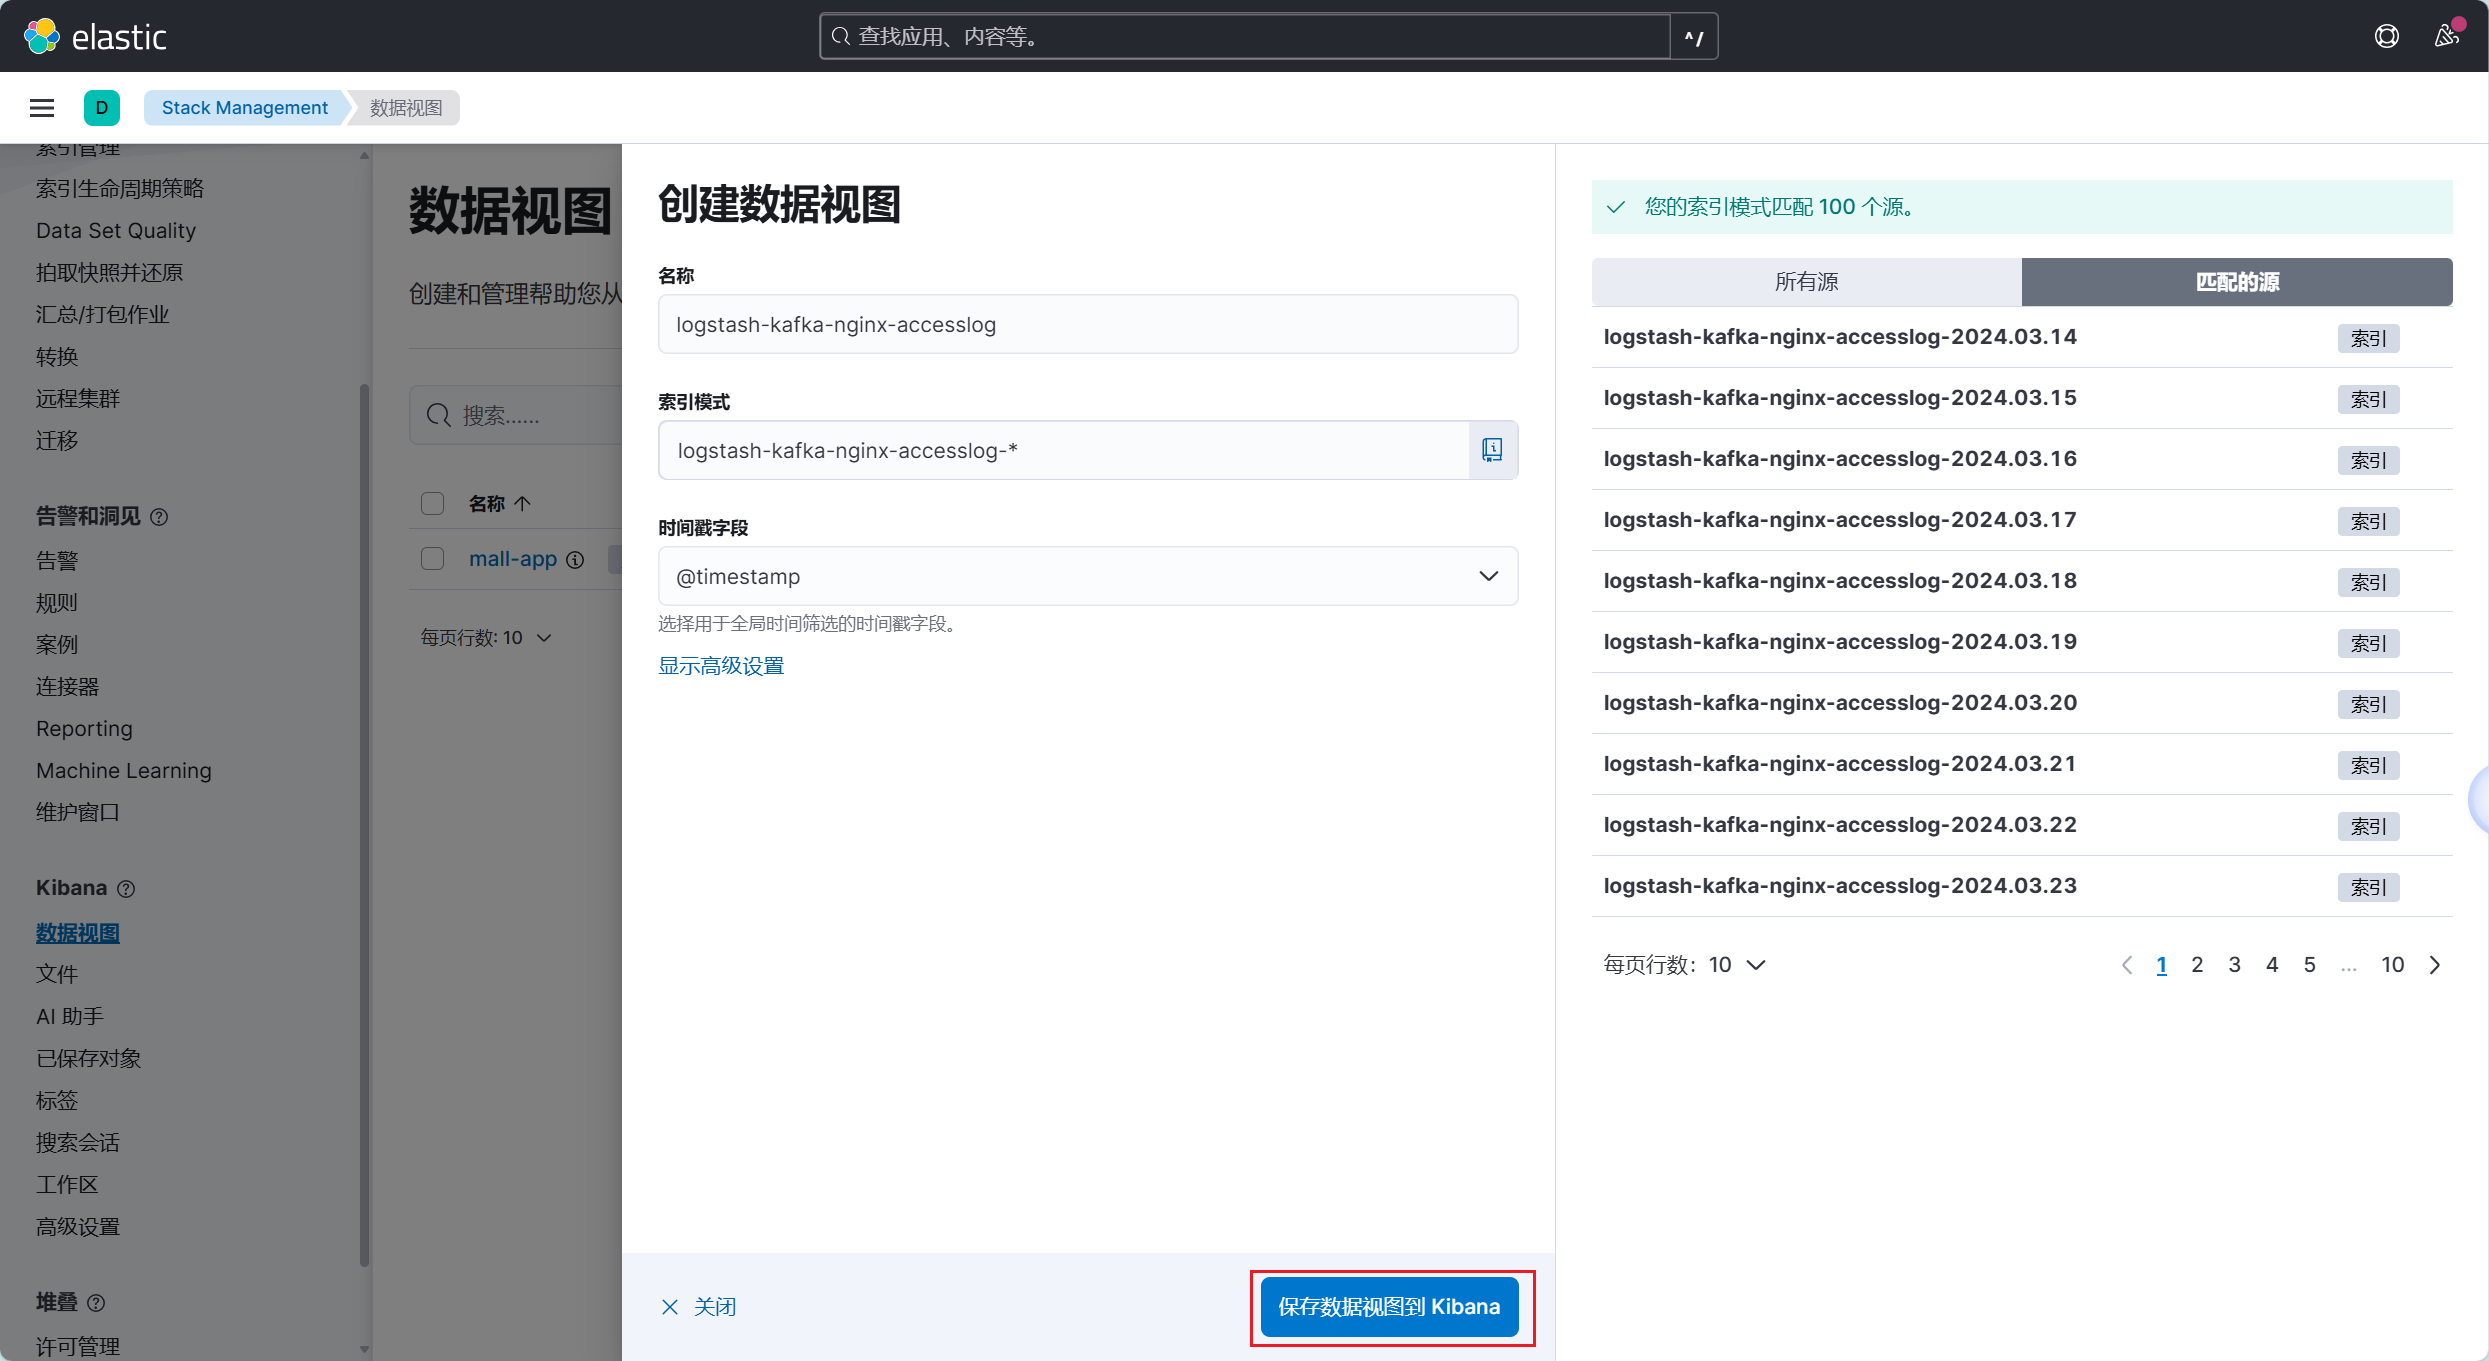 elastic
查找应用、内容等。
^/
D
Stack Management
数据视图
索引管理
索引生命周期策略
Data Set Quality
拍取快照并还原
汇总/打包作业
转换
远程集群
迁移
告警和洞见
告警
规则
案例
连接器
Reporting
Machine Learning
维护窗口
Kibana
数据视图
文件
AI 助手
已保存对象
标签
搜索会话
工作区
高级设置
堆叠
许可管理
数据视图
创建和管理帮助您从
搜索......
名称
mall-app
每页行数: 10
创建数据视图
名称
logstash-kafka-nginx-accesslog
索引模式
logstash-kafka-nginx-accesslog-*
时间戳字段
@timestamp
选择用于全局时间筛选的时间戳字段。
显示高级设置
关闭
保存数据视图到 Kibana
您的索引模式匹配 100 个源。
所有源
匹配的源
logstash-kafka-nginx-accesslog-2024.03.14 索引
logstash-kafka-nginx-accesslog-2024.03.15 索引
logstash-kafka-nginx-accesslog-2024.03.16 索引
logstash-kafka-nginx-accesslog-2024.03.17 索引
logstash-kafka-nginx-accesslog-2024.03.18 索引
logstash-kafka-nginx-accesslog-2024.03.19 索引
logstash-kafka-nginx-accesslog-2024.03.20 索引
logstash-kafka-nginx-accesslog-2024.03.21 索引
logstash-kafka-nginx-accesslog-2024.03.22 索引
logstash-kafka-nginx-accesslog-2024.03.23 索引
每页行数: 10
1 2 3 4 5 ... 10